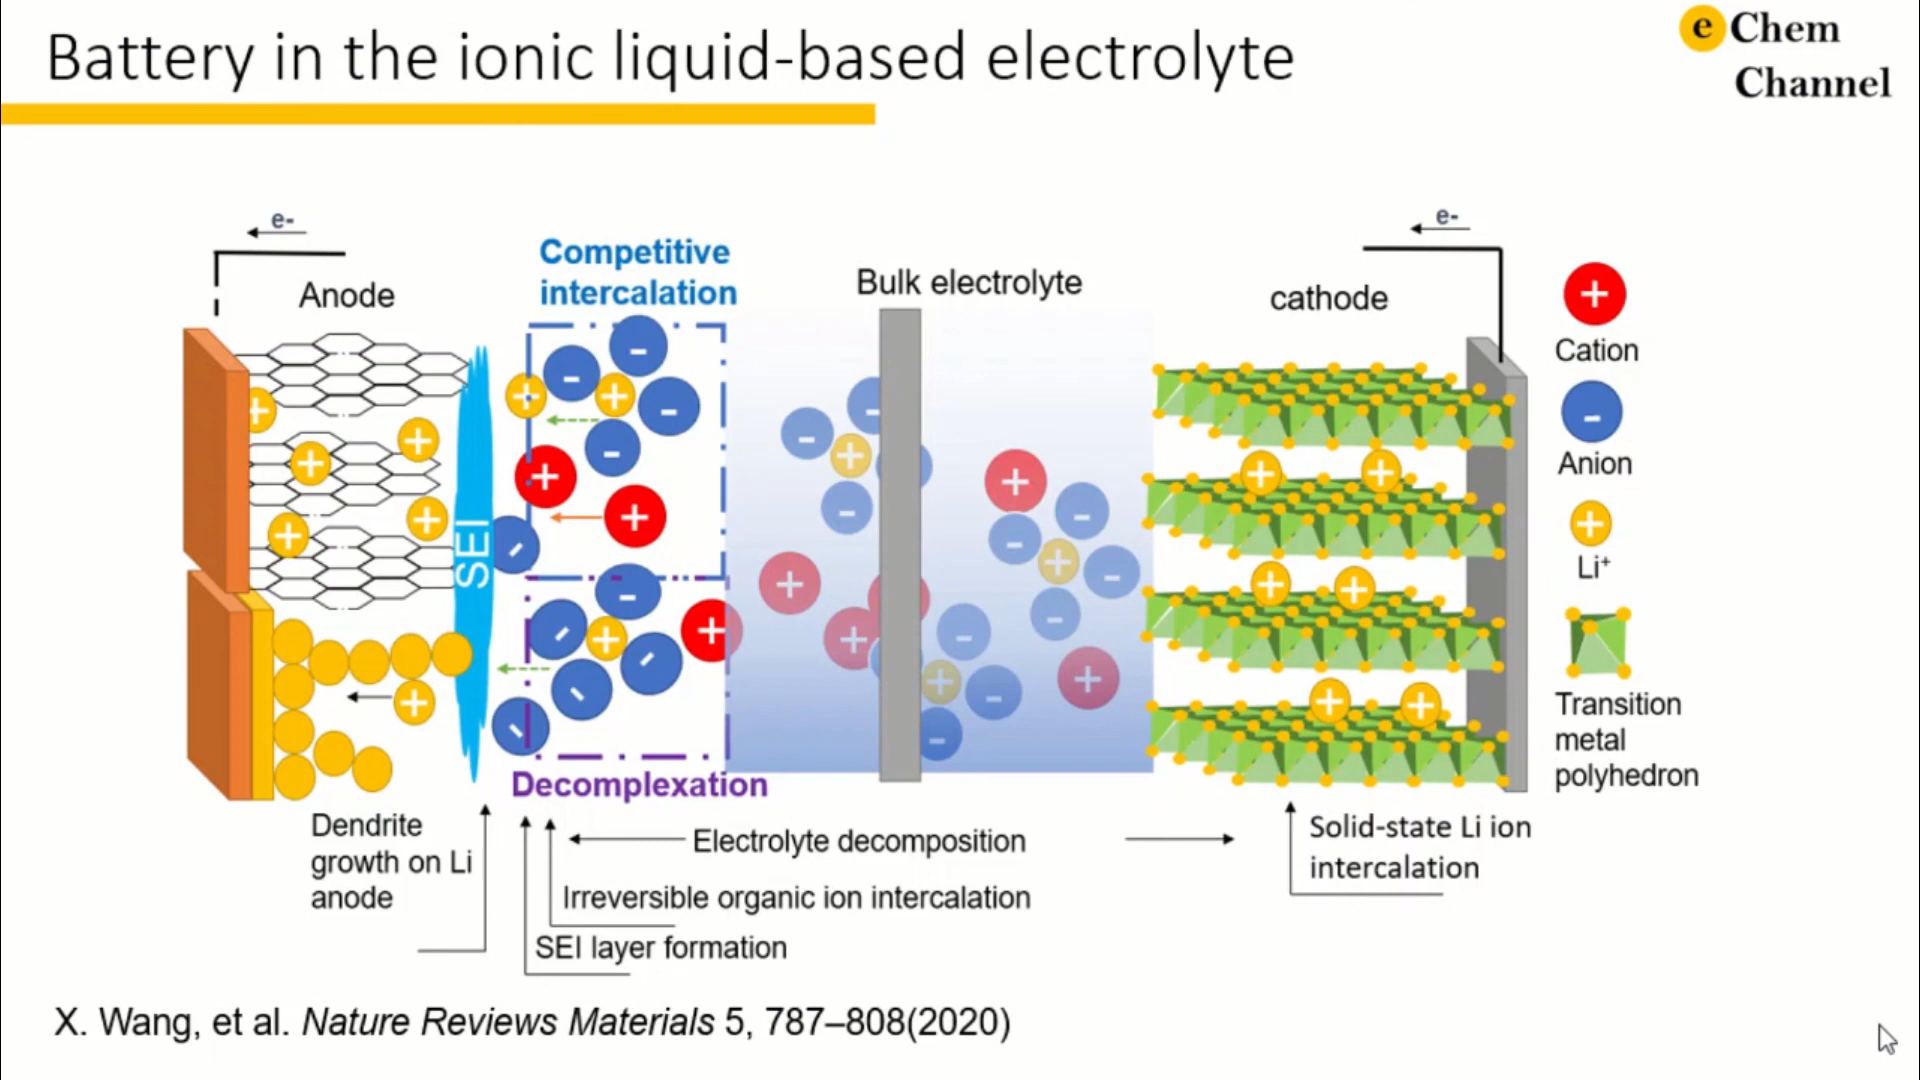 Battery in the ionic liquid-based electrolyte
e Chem
Channel
e-
e-
Competitive
intercalation
Anode
Bulk electrolyte
cathode
+
Cation
-
Anion
+
Li⁺
Transition
metal
polyhedron
SEI
Decomplexation
Dendrite
growth on Li
anode
Electrolyte decomposition
Irreversible organic ion intercalation
SEI layer formation
Solid-state Li ion
intercalation
X. Wang, et al. Nature Reviews Materials 5, 787–808(2020)